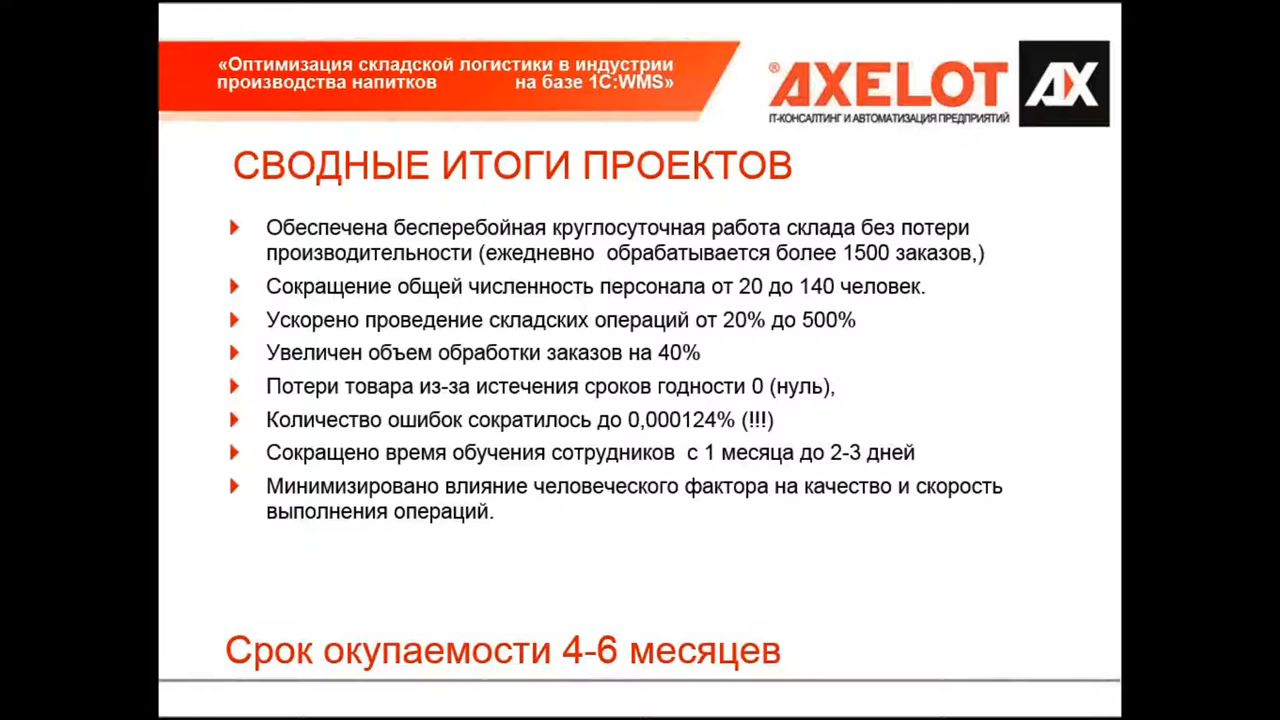 «Оптимизация складской логистики в индустрии
производства напитков на базе 1С:WMS»
® AXELOT AX
IT-КОНСАЛТИНГ И АВТОМАТИЗАЦИЯ ПРЕДПРИЯТИЙ
СВОДНЫЕ ИТОГИ ПРОЕКТОВ
Обеспечена бесперебойная круглосуточная работа склада без потери
производительности (ежедневно обрабатывается более 1500 заказов,)
Сокращение общей численность персонала от 20 до 140 человек.
Ускорено проведение складских операций от 20% до 500%
Увеличен объем обработки заказов на 40%
Потери товара из-за истечения сроков годности 0 (нуль),
Количество ошибок сократилось до 0,000124% (!!!)
Сокращено время обучения сотрудников с 1 месяца до 2-3 дней
Минимизировано влияние человеческого фактора на качество и скорость
выполнения операций.
Срок окупаемости 4-6 месяцев